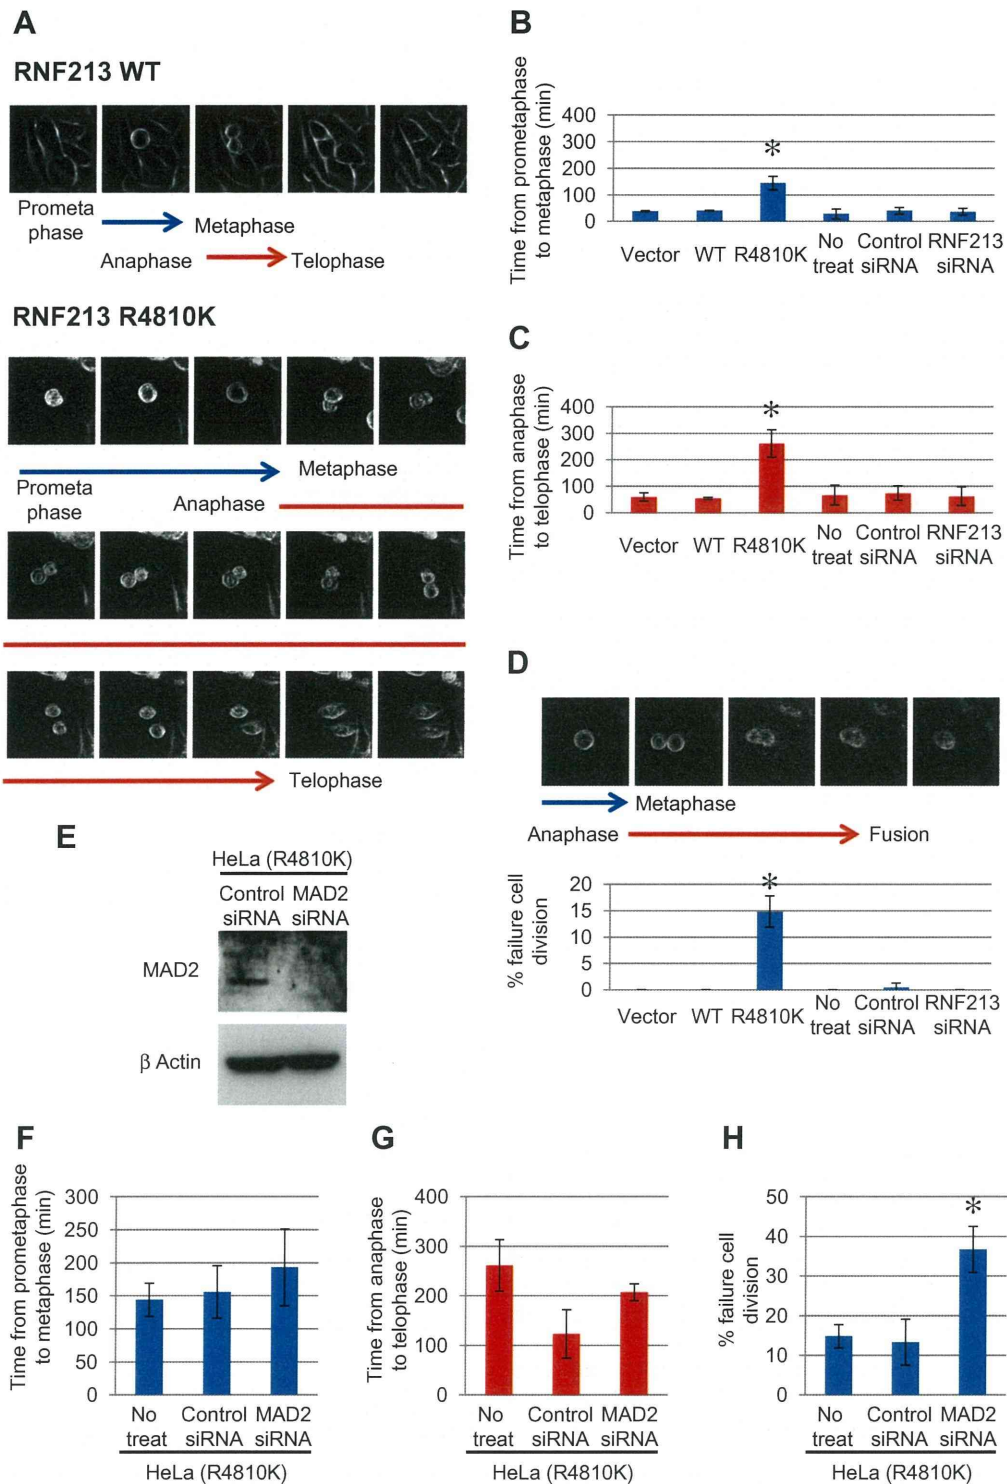 A
RNF213 WT
Prometa
phase
Metaphase
Anaphase
Telophase
RNF213 R4810K
Prometa
phase
Metaphase
Anaphase
Telophase
B
Time from prometaphase
to metaphase (min)
400
300
200
100
0
*
Vector WT R4810K No treat Control siRNA RNF213 siRNA
C
Time from anaphase
to telophase (min)
400
300
200
100
0
*
Vector WT R4810K No treat Control siRNA RNF213 siRNA
D
Metaphase
Anaphase
Fusion
% failure cell
division
20
15
10
5
0
*
Vector WT R4810K No treat Control siRNA RNF213 siRNA
E
HeLa (R4810K)
Control MAD2
siRNA siRNA
MAD2
β Actin
F
Time from prometaphase
to metaphase (min)
300
250
200
150
100
50
0
No Control MAD2
treat siRNA siRNA
HeLa (R4810K)
G
Time from anaphase
to telophase (min)
400
300
200
100
0
No Control MAD2
treat siRNA siRNA
HeLa (R4810K)
H
% failure cell
division
50
40
30
20
10
0
*
No Control MAD2
treat siRNA siRNA
HeLa (R4810K)